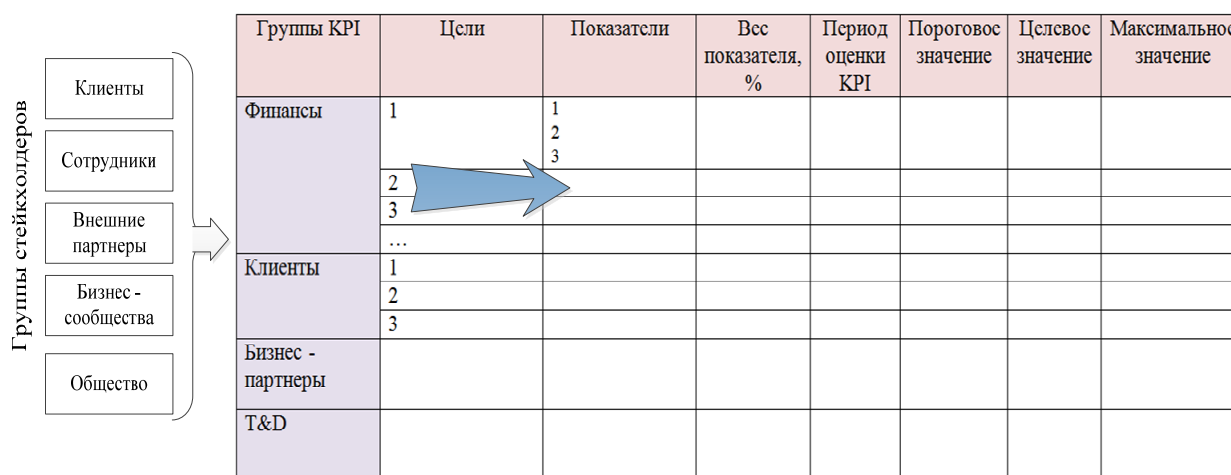 Группы стейкхолдеров
Клиенты
Сотрудники
Внешние
партнеры
Бизнес -
сообщества
Общество
Группы KPI
Цели
Показатели
Вес
показателя,
%
Период
оценки
KPI
Пороговое
значение
Целевое
значение
Максимальное
значение
Финансы
1
1
2
3
2
3
…
Клиенты
1
2
3
Бизнес -
партнеры
T&D